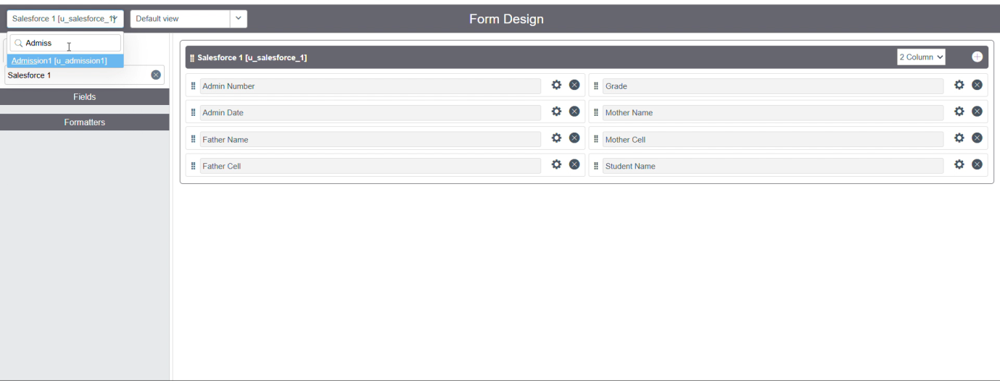 Salesforce 1 [u_salesforce_1]
Default view
Form Design
Admiss
Admission1 [u_admission1]
Salesforce 1
Fields
Formatters
Salesforce 1 [u_salesforce_1]
2 Column
Admin Number
Grade
Admin Date
Mother Name
Father Name
Mother Cell
Father Cell
Student Name